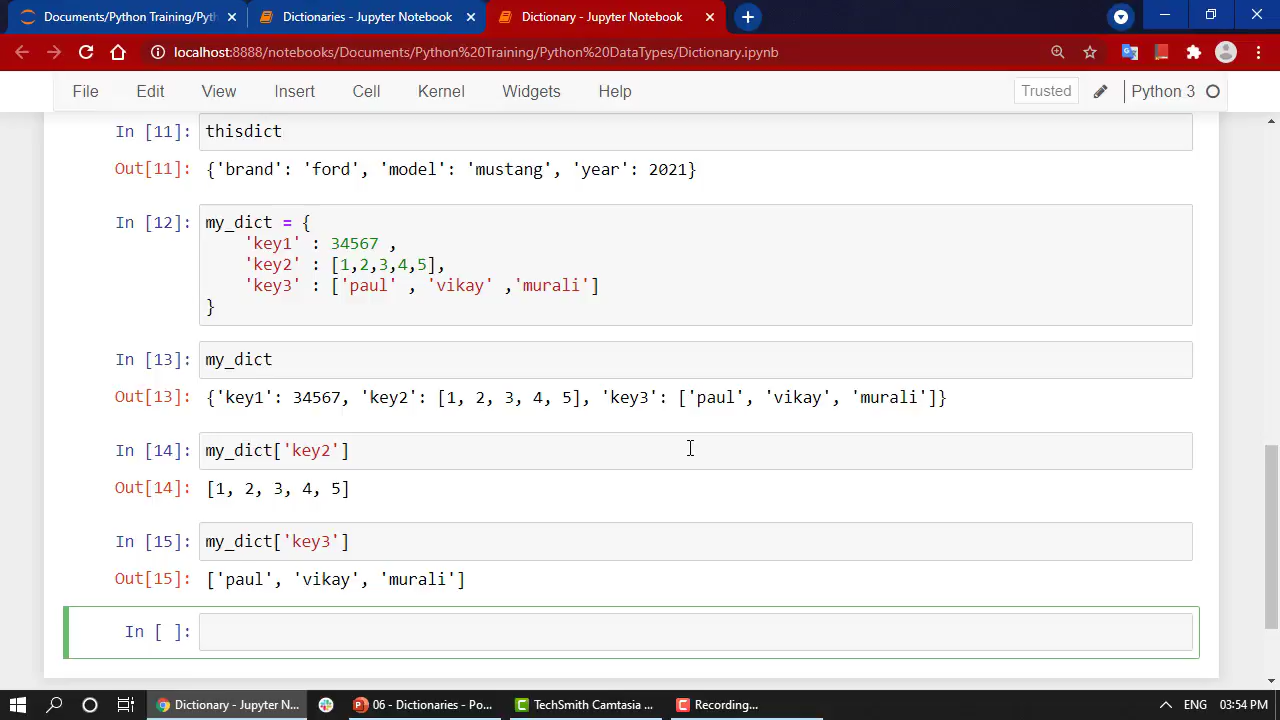 Documents/Python Training/Pyth
Dictionaries - Jupyter Notebook
Dictionary - Jupyter Notebook
localhost:8888/notebooks/Documents/Python%20Training/Python%20DataTypes/Dictionary.ipynb
File Edit View Insert Cell Kernel Widgets Help Trusted Python 3
In [11]: thisdict
Out[11]: {'brand': 'ford', 'model': 'mustang', 'year': 2021}
In [12]: my_dict = {
'key1' : 34567 ,
'key2' : [1,2,3,4,5],
'key3' : ['paul' , 'vikay' ,'murali']
}
In [13]: my_dict
Out[13]: {'key1': 34567, 'key2': [1, 2, 3, 4, 5], 'key3': ['paul', 'vikay', 'murali']}
In [14]: my_dict['key2']
Out[14]: [1, 2, 3, 4, 5]
In [15]: my_dict['key3']
Out[15]: ['paul', 'vikay', 'murali']
In [ ]:
Dictionary - Jupyter N...
06 - Dictionaries - Po...
TechSmith Camtasia ...
Recording...
03:54 PM